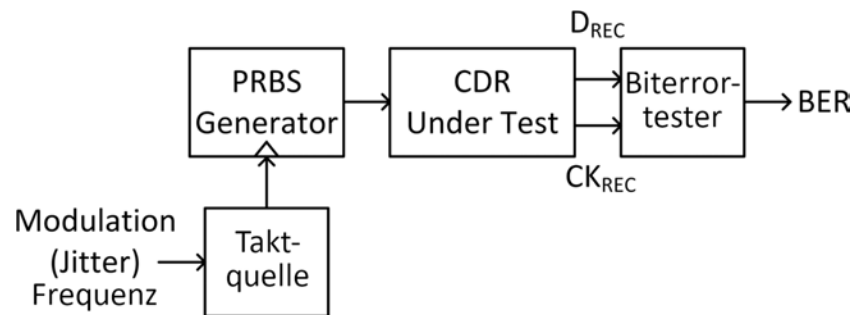 D_REC
PRBS
Generator
CDR
Under Test
Biterror-
tester
BER
CK_REC
Modulation
(Jitter)
Frequenz
Takt-
quelle